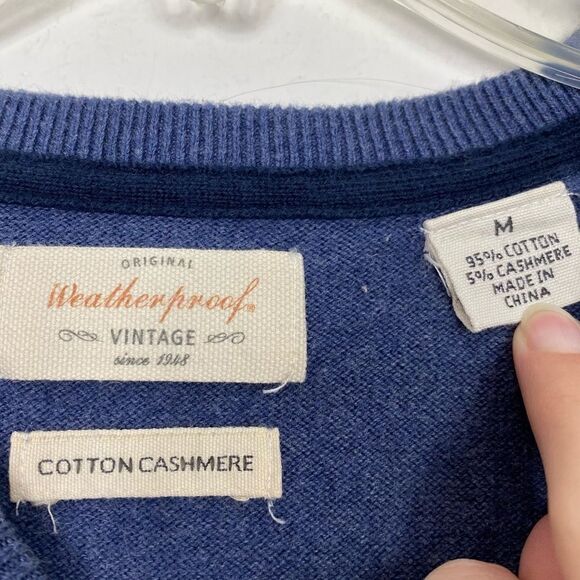 ORIGINAL
Weatherproof®
VINTAGE
since 1948
COTTON CASHMERE
M
95% COTTON
5% CASHMERE
MADE IN
CHINA